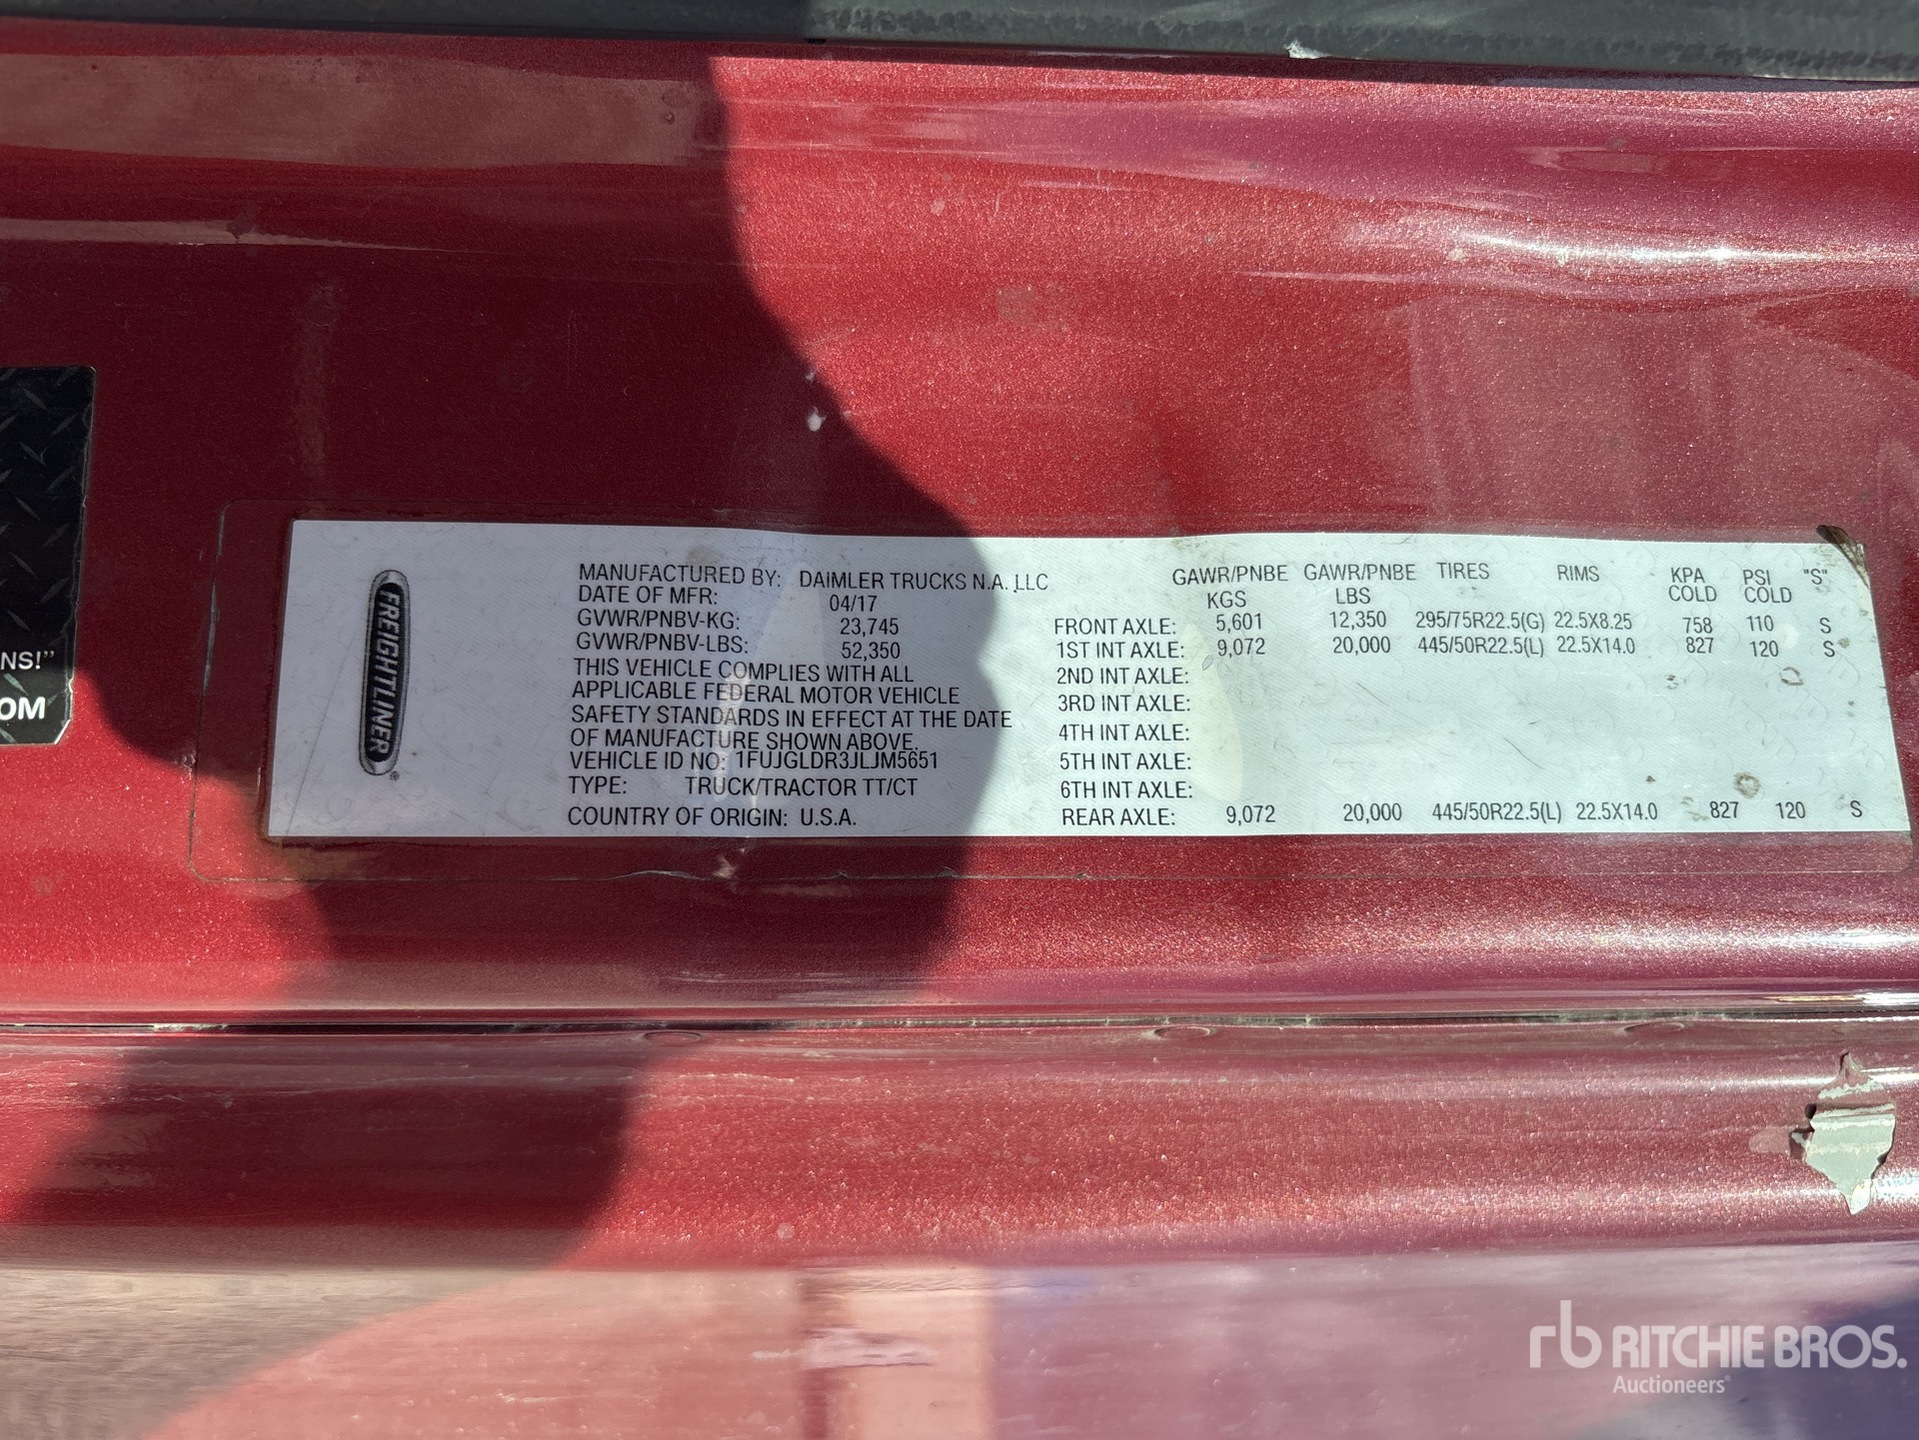 NS!"
OM
FREIGHTLINER®
MANUFACTURED BY: DAIMLER TRUCKS N.A. LLC
DATE OF MFR: 04/17
GVWR/PNBV-KG: 23,745
GVWR/PNBV-LBS: 52,350
THIS VEHICLE COMPLIES WITH ALL
APPLICABLE FEDERAL MOTOR VEHICLE
SAFETY STANDARDS IN EFFECT AT THE DATE
OF MANUFACTURE SHOWN ABOVE.
VEHICLE ID NO: 1FUJGLDR3JLJM5651
TYPE: TRUCK/TRACTOR TT/CT
COUNTRY OF ORIGIN: U.S.A.
GAWR/PNBE GAWR/PNBE TIRES RIMS KPA PSI "S"
KGS LBS COLD COLD
FRONT AXLE: 5,601 12,350 295/75R22.5(G) 22.5X8.25 758 110 S
1ST INT AXLE: 9,072 20,000 445/50R22.5(L) 22.5X14.0 827 120 S
2ND INT AXLE:
3RD INT AXLE:
4TH INT AXLE:
5TH INT AXLE:
6TH INT AXLE:
REAR AXLE: 9,072 20,000 445/50R22.5(L) 22.5X14.0 827 120 S
rb RITCHIE BROS.
Auctioneers®